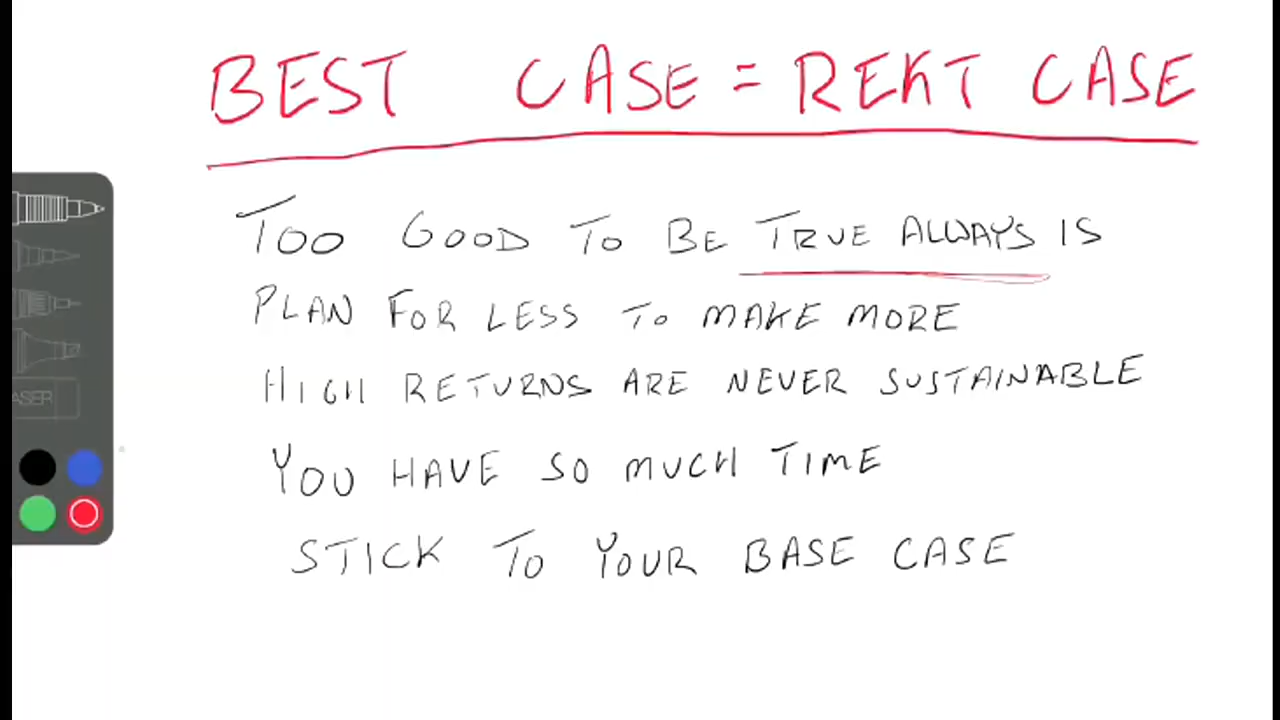 BEST CASE = REKT CASE
TOO GOOD TO BE TRUE ALWAYS IS
PLAN FOR LESS TO MAKE MORE
HIGH RETURNS ARE NEVER SUSTAINABLE
YOU HAVE SO MUCH TIME
STICK TO YOUR BASE CASE
ASER